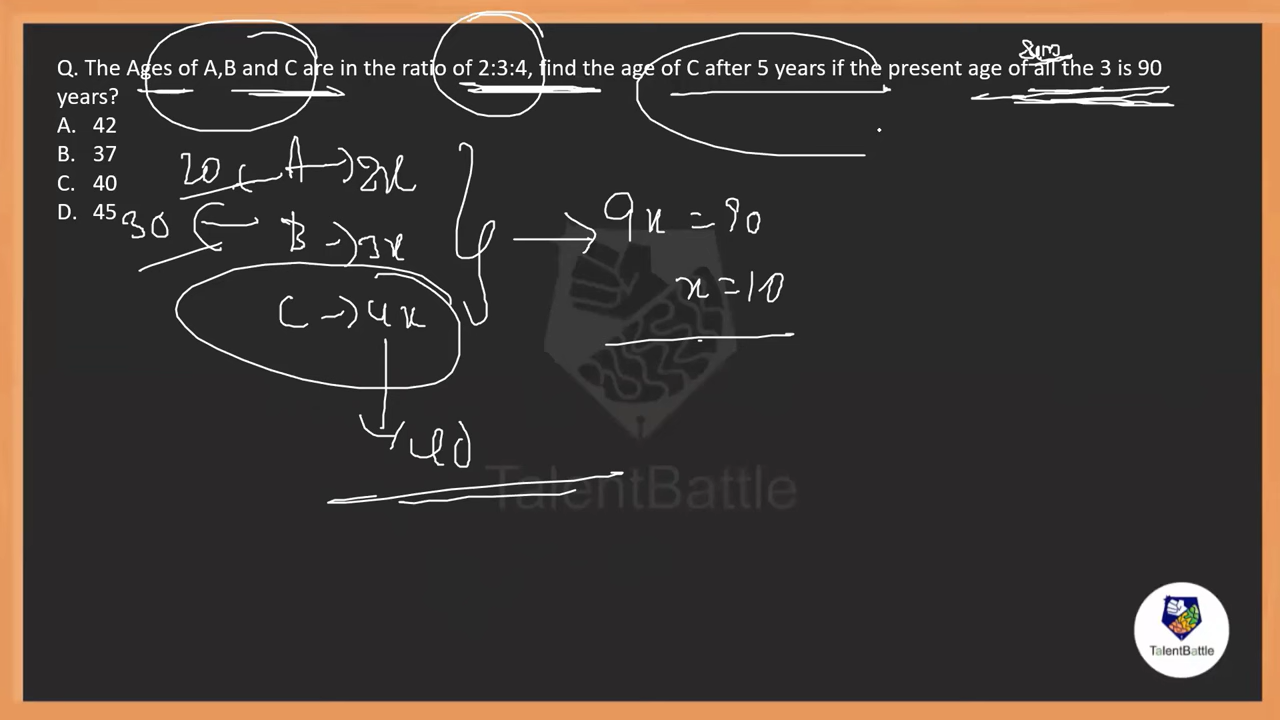 sum
Q. The Ages of A,B and C are in the ratio of 2:3:4, find the age of C after 5 years if the present age of all the 3 is 90
years?
A. 42
B. 37
C. 40
D. 45
20 A → 2x
30 B → 3x
C → 4x
9x = 90
x = 10
40
TalentBattle
TalentBattle